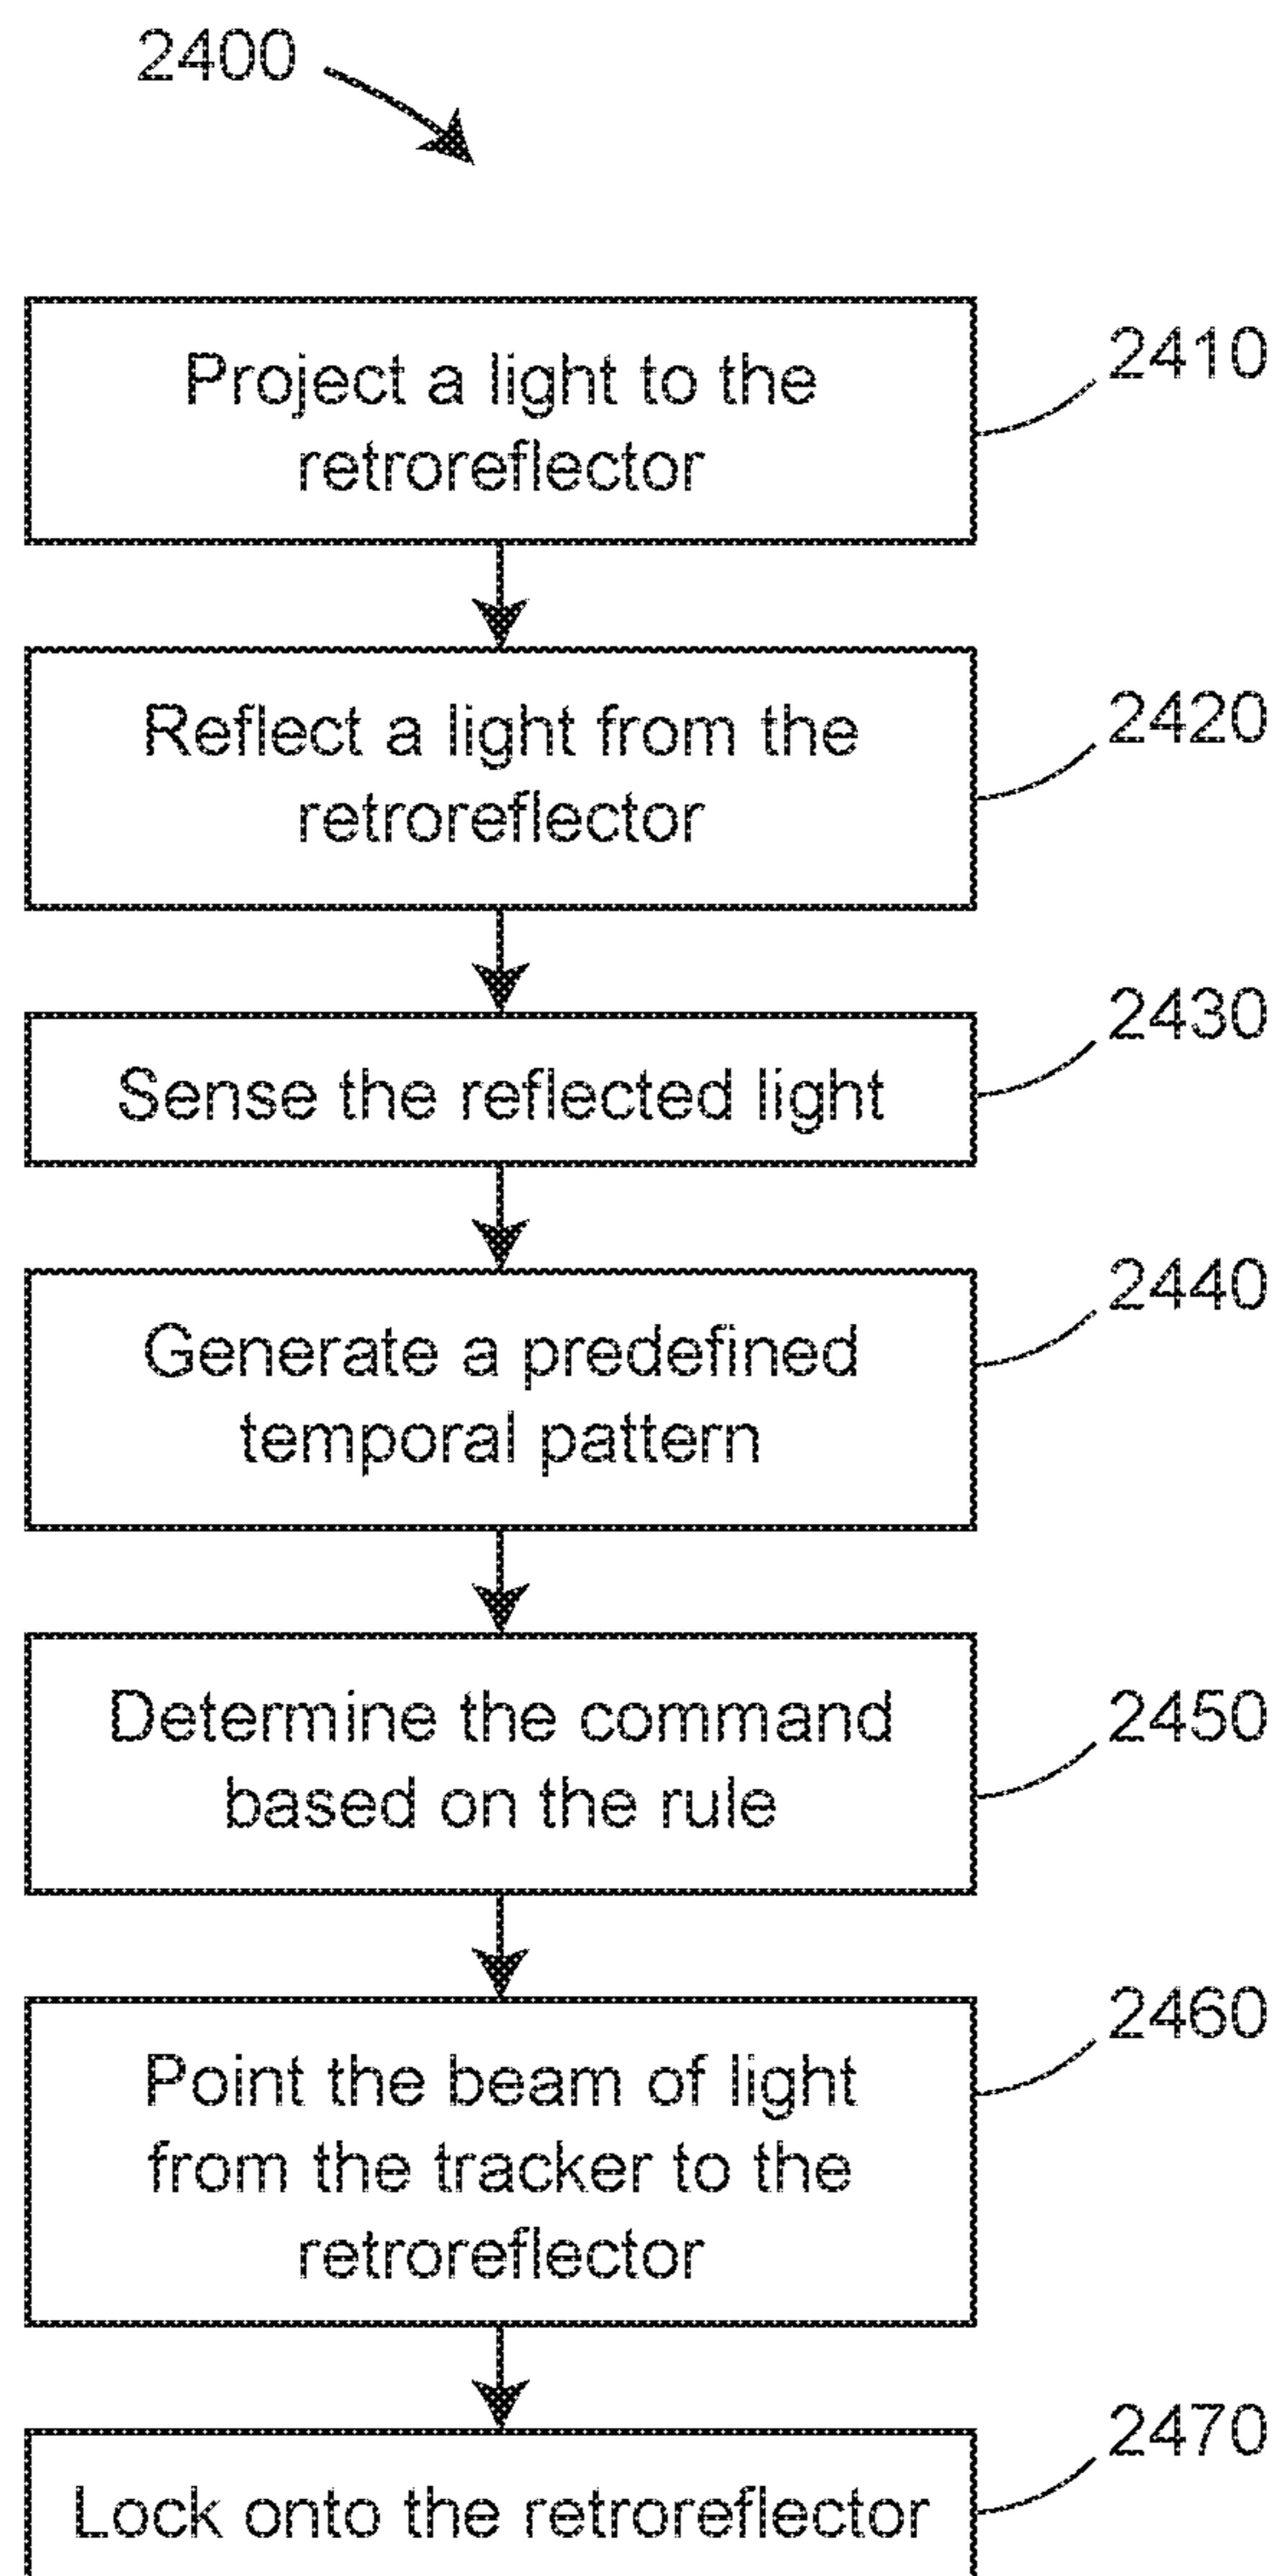 2400
Project a light to the
retroreflector
2410
Reflect a light from the
retroreflector
2420
Sense the reflected light
2430
Generate a predefined
temporal pattern
2440
Determine the command
based on the rule
2450
Point the beam of light
from the tracker to the
retroreflector
2460
Lock onto the retroreflector
2470